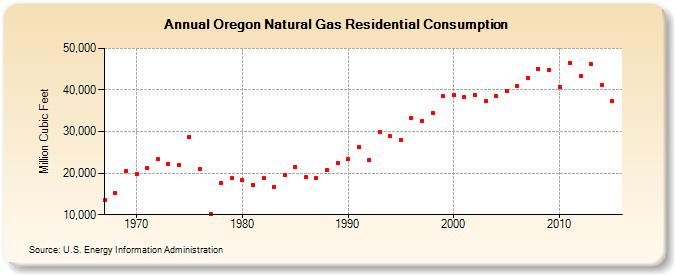 Annual Oregon Natural Gas Residential Consumption
Million Cubic Feet
50,000
40,000
30,000
20,000
10,000
1970 1980 1990 2000 2010
Source: U.S. Energy Information Administration